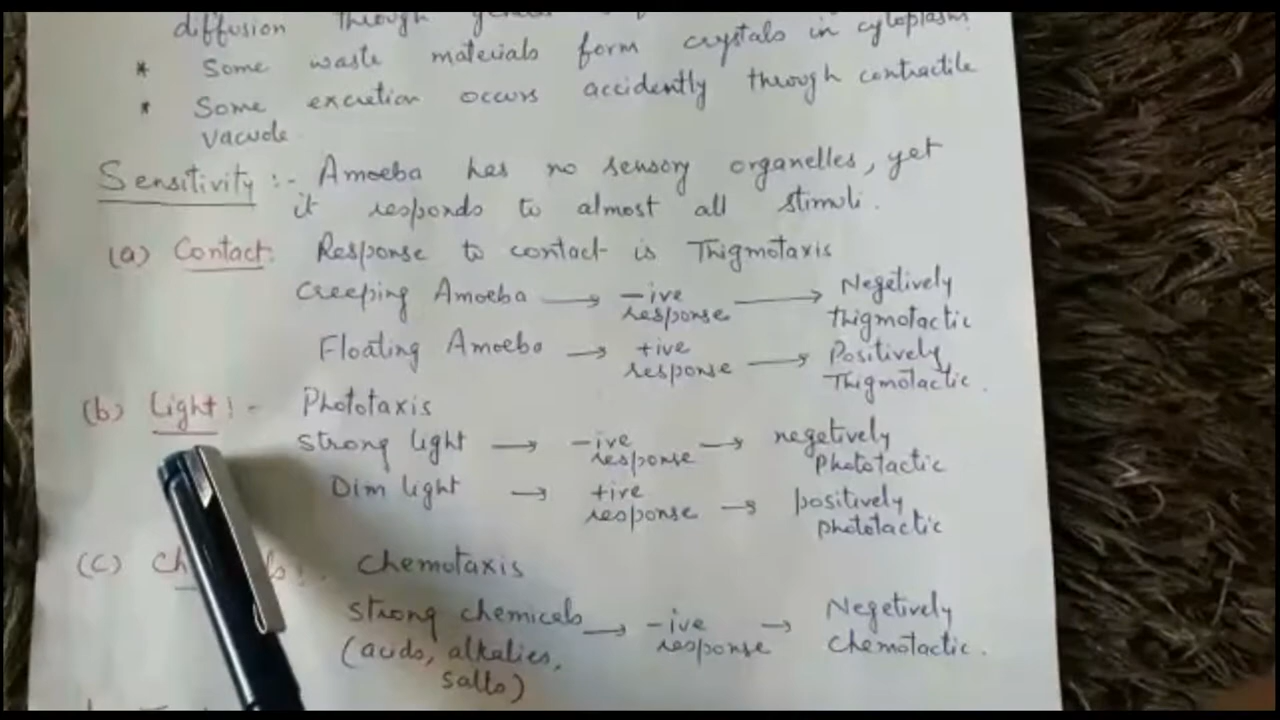 diffusion through
* Some waste materials form crystals in cytoplasm.
* Some excretion occurs accidently through contractile
vacuole.
Sensitivity :- Amoeba has no sensory organelles, yet
it responds to almost all stimuli.
(a) Contact: Response to contact is Thigmotaxis
Creeping Amoeba → -ive response → Negetively thigmotactic
Floating Amoeba → +ive response → Positively Thigmotactic.
(b) Light :- Phototaxis
Strong light → -ive response → negetively Phototactic
Dim light → +ive response → positively phototactic
(c) Chemotaxis
Strong chemicals → -ive response → Negetively Chemotactic.
(acids, alkalies,
salts)